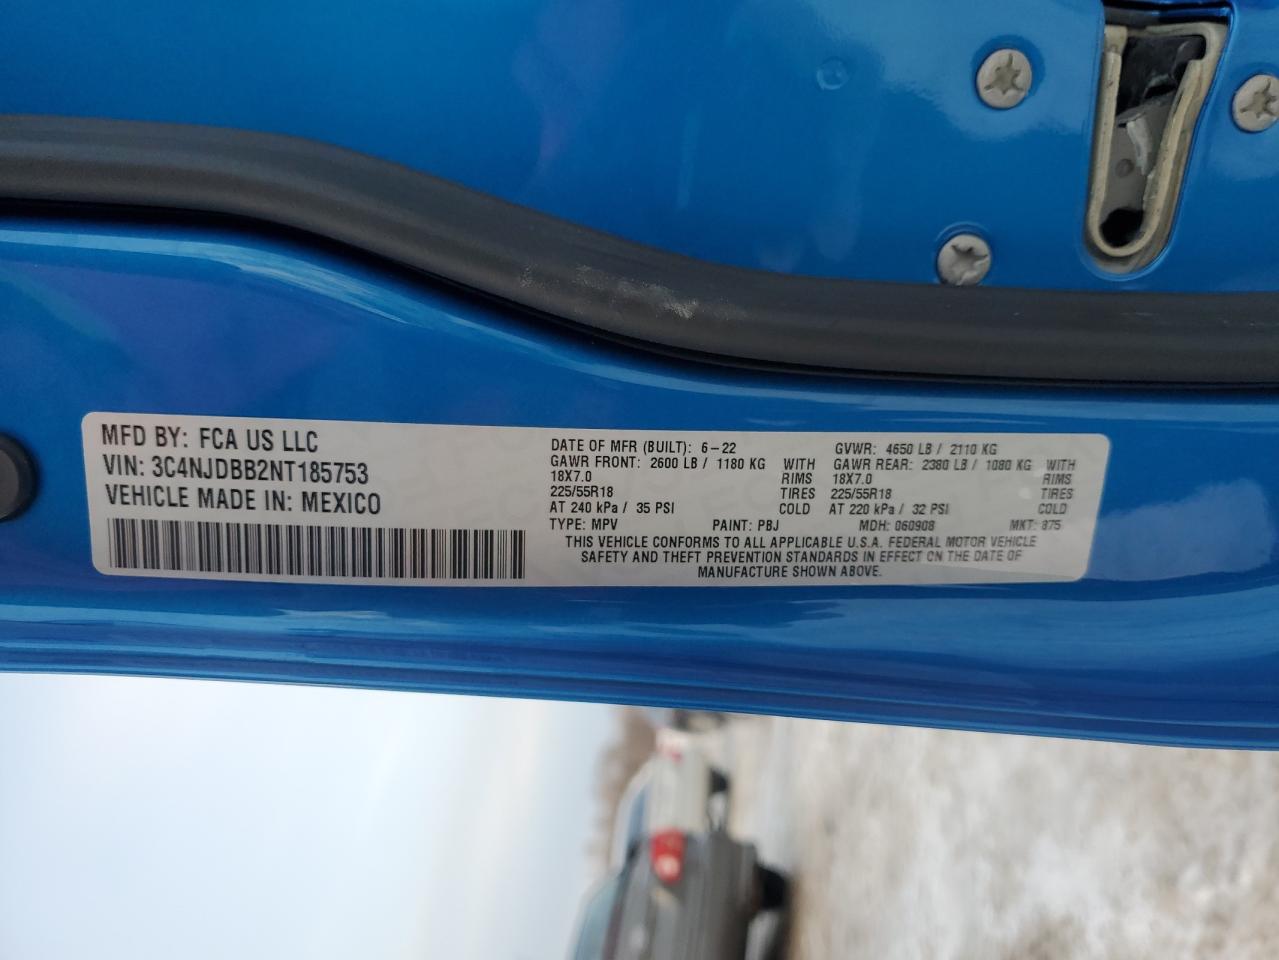 MFD BY: FCA US LLC
VIN: 3C4NJDBB2NT185753
VEHICLE MADE IN: MEXICO
DATE OF MFR (BUILT): 6-22 GVWR: 4650 LB / 2110 KG
GAWR FRONT: 2600 LB / 1180 KG WITH GAWR REAR: 2380 LB / 1080 KG WITH
18X7.0 RIMS 18X7.0 RIMS
225/55R18 TIRES 225/55R18 TIRES
AT 240 kPa / 35 PSI COLD AT 220 kPa / 32 PSI COLD
TYPE: MPV PAINT: PBJ MDH: 060908 MKT: 875
THIS VEHICLE CONFORMS TO ALL APPLICABLE U.S.A. FEDERAL MOTOR VEHICLE
SAFETY AND THEFT PREVENTION STANDARDS IN EFFECT ON THE DATE OF
MANUFACTURE SHOWN ABOVE.